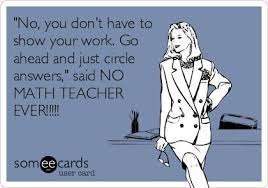 "No, you don't have to
show your work. Go
ahead and just circle
answers," said NO
MATH TEACHER
EVER!!!!!
someecards
user card